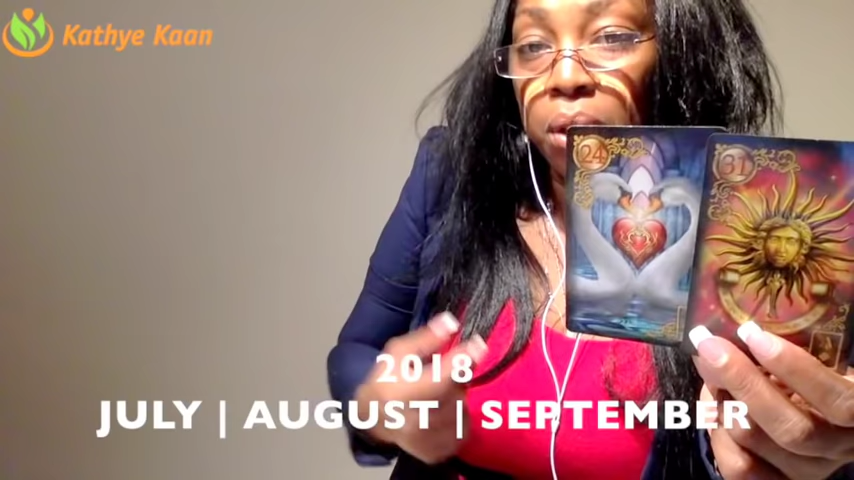 Kathye Kaan
24
31
2018
JULY | AUGUST | SEPTEMBER